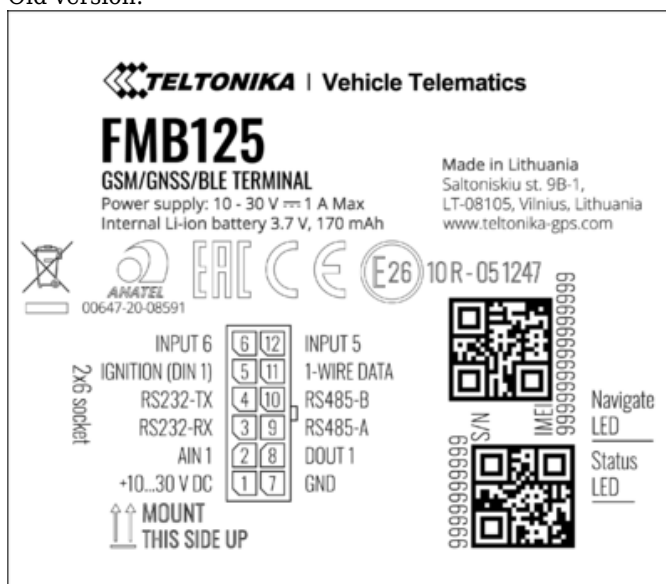 Old version:
TELTONIKA | Vehicle Telematics
FMB125
GSM/GNSS/BLE TERMINAL
Power supply: 10 - 30 V ⎓ 1 A Max
Internal Li-ion battery 3.7 V, 170 mAh
Made in Lithuania
Saltoniskiu st. 9B-1,
LT-08105, Vilnius, Lithuania
www.teltonika-gps.com
ANATEL
00647-20-08591
EAC
CE
E26
10R-051247
2x6 socket
INPUT 6 6 12 INPUT 5
IGNITION (DIN 1) 5 11 1-WIRE DATA
RS232-TX 4 10 RS485-B
RS232-RX 3 9 RS485-A
AIN 1 2 8 DOUT 1
+10...30 V DC 1 7 GND
MOUNT
THIS SIDE UP
S/N
9999999999
IMEI
999999999999999
Navigate
LED
Status
LED